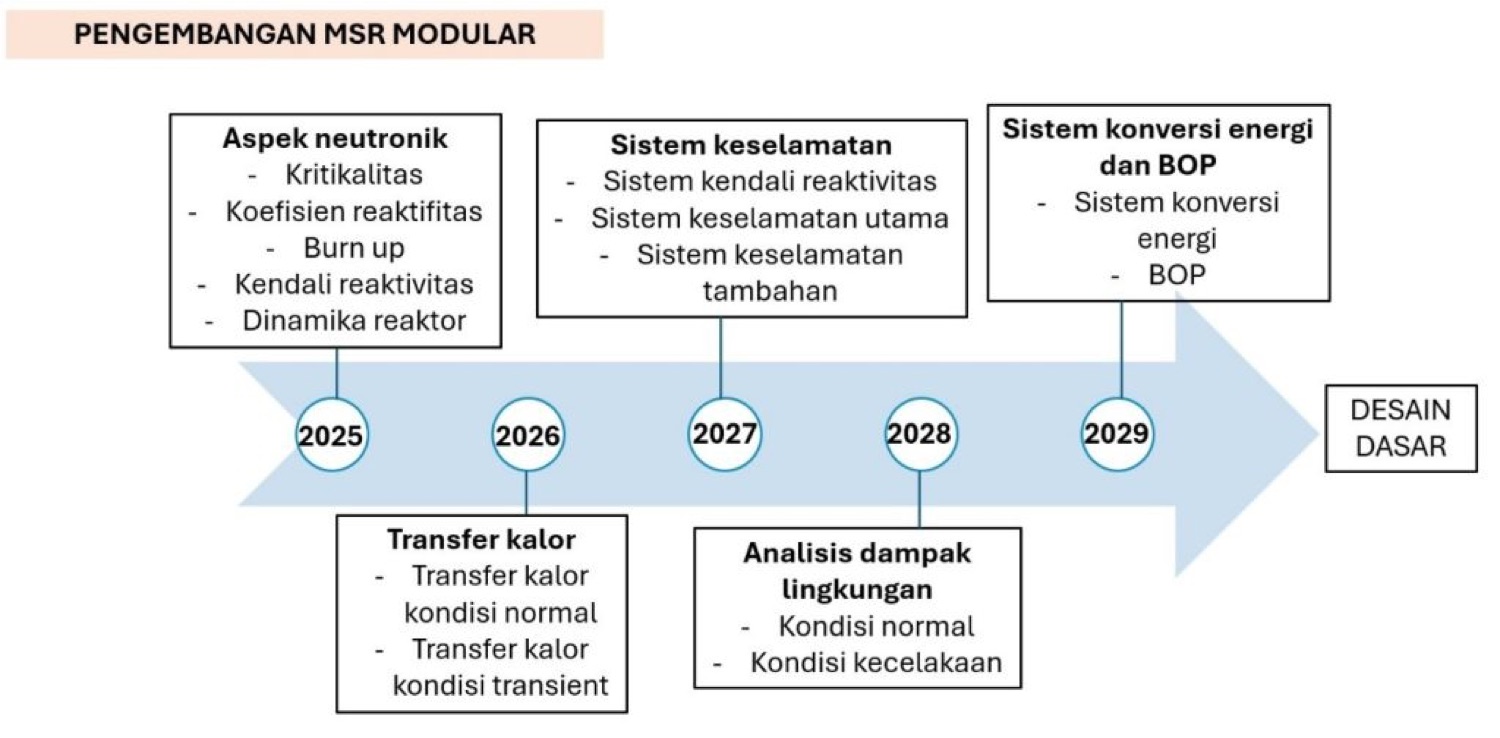 PENGEMBANGAN MSR MODULAR
Aspek neutronik
- Kritikalitas
- Koefisien reaktifitas
- Burn up
- Kendali reaktivitas
- Dinamika reaktor
Sistem keselamatan
- Sistem kendali reaktivitas
- Sistem keselamatan utama
- Sistem keselamatan
tambahan
Sistem konversi energi
dan BOP
- Sistem konversi
energi
- BOP
2025
2026
2027
2028
2029
DESAIN
DASAR
Transfer kalor
- Transfer kalor
kondisi normal
- Transfer kalor
kondisi transient
Analisis dampak
lingkungan
- Kondisi normal
- Kondisi kecelakaan